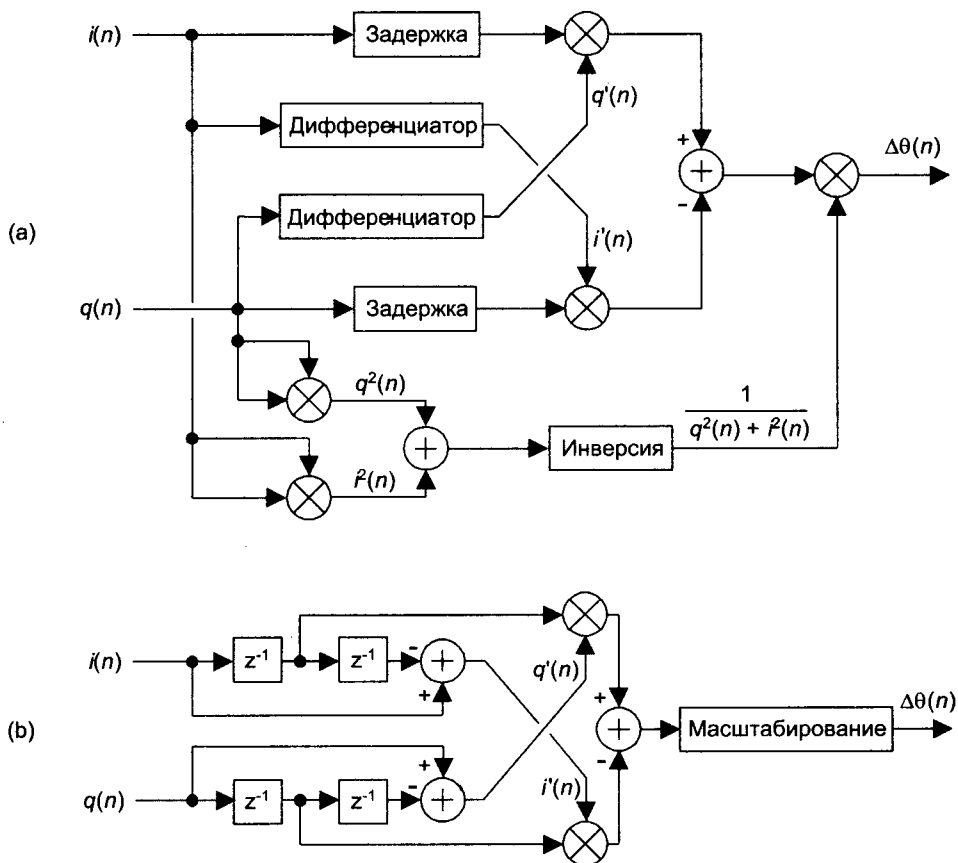 (a)
i(n)
Задержка
q'(n)
Дифференциатор
+
+
-
Δθ(n)
Дифференциатор
i'(n)
q(n)
Задержка
q²(n)
+
Инверсия
1
q²(n) + i²(n)
i²(n)
(b)
i(n)
z⁻¹
z⁻¹
-
+
+
q'(n)
+
+
-
Масштабирование
Δθ(n)
q(n)
z⁻¹
z⁻¹
+
-
+
i'(n)